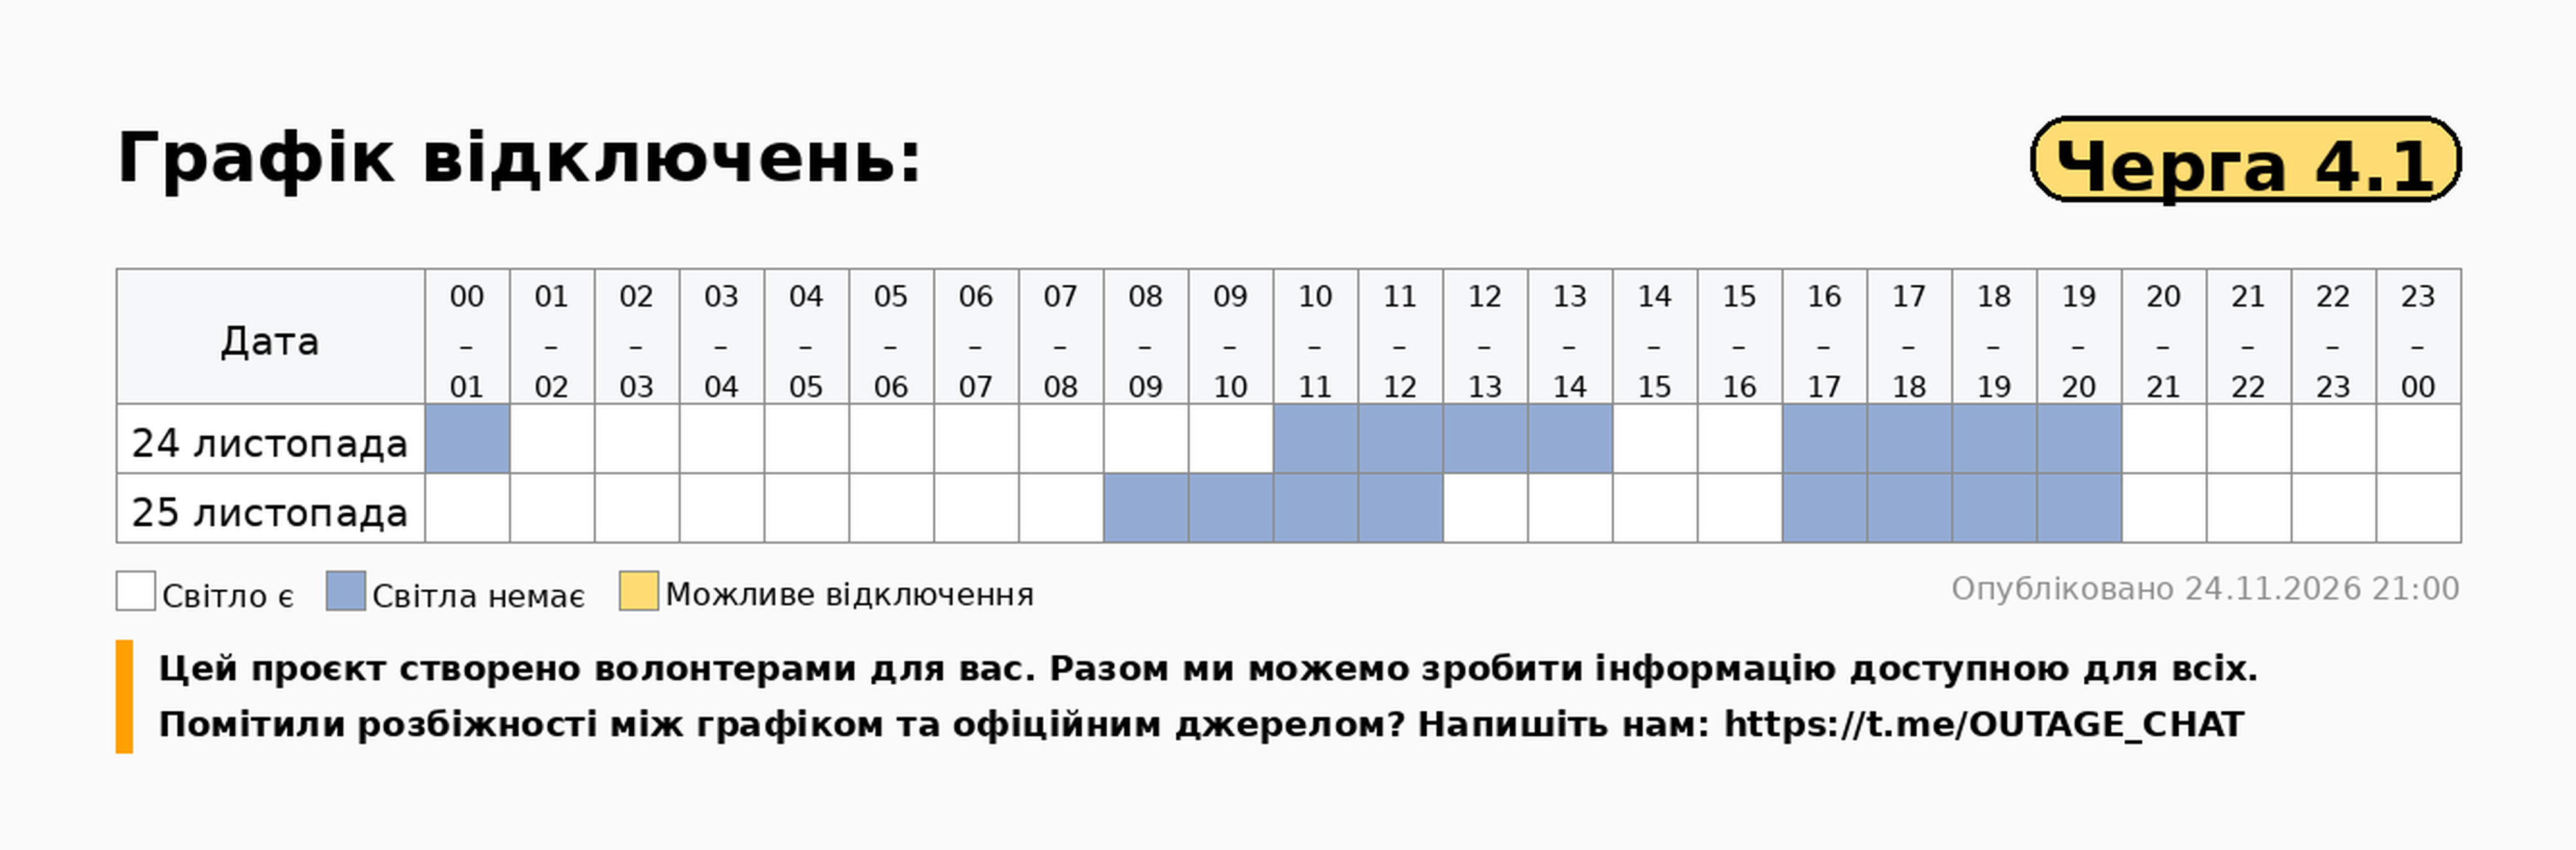 Графік відключень:
Черга 4.1
Дата 00 – 01 01 – 02 02 – 03 03 – 04 04 – 05 05 – 06 06 – 07 07 – 08 08 – 09 09 – 10 10 – 11 11 – 12 12 – 13 13 – 14 14 – 15 15 – 16 16 – 17 17 – 18 18 – 19 19 – 20 20 – 21 21 – 22 22 – 23 23 – 00
24 листопада
25 листопада
Світло є Світла немає Можливе відключення
Опубліковано 24.11.2026 21:00
Цей проєкт створено волонтерами для вас. Разом ми можемо зробити інформацію доступною для всіх.
Помітили розбіжності між графіком та офіційним джерелом? Напишіть нам: https://t.me/OUTAGE_CHAT